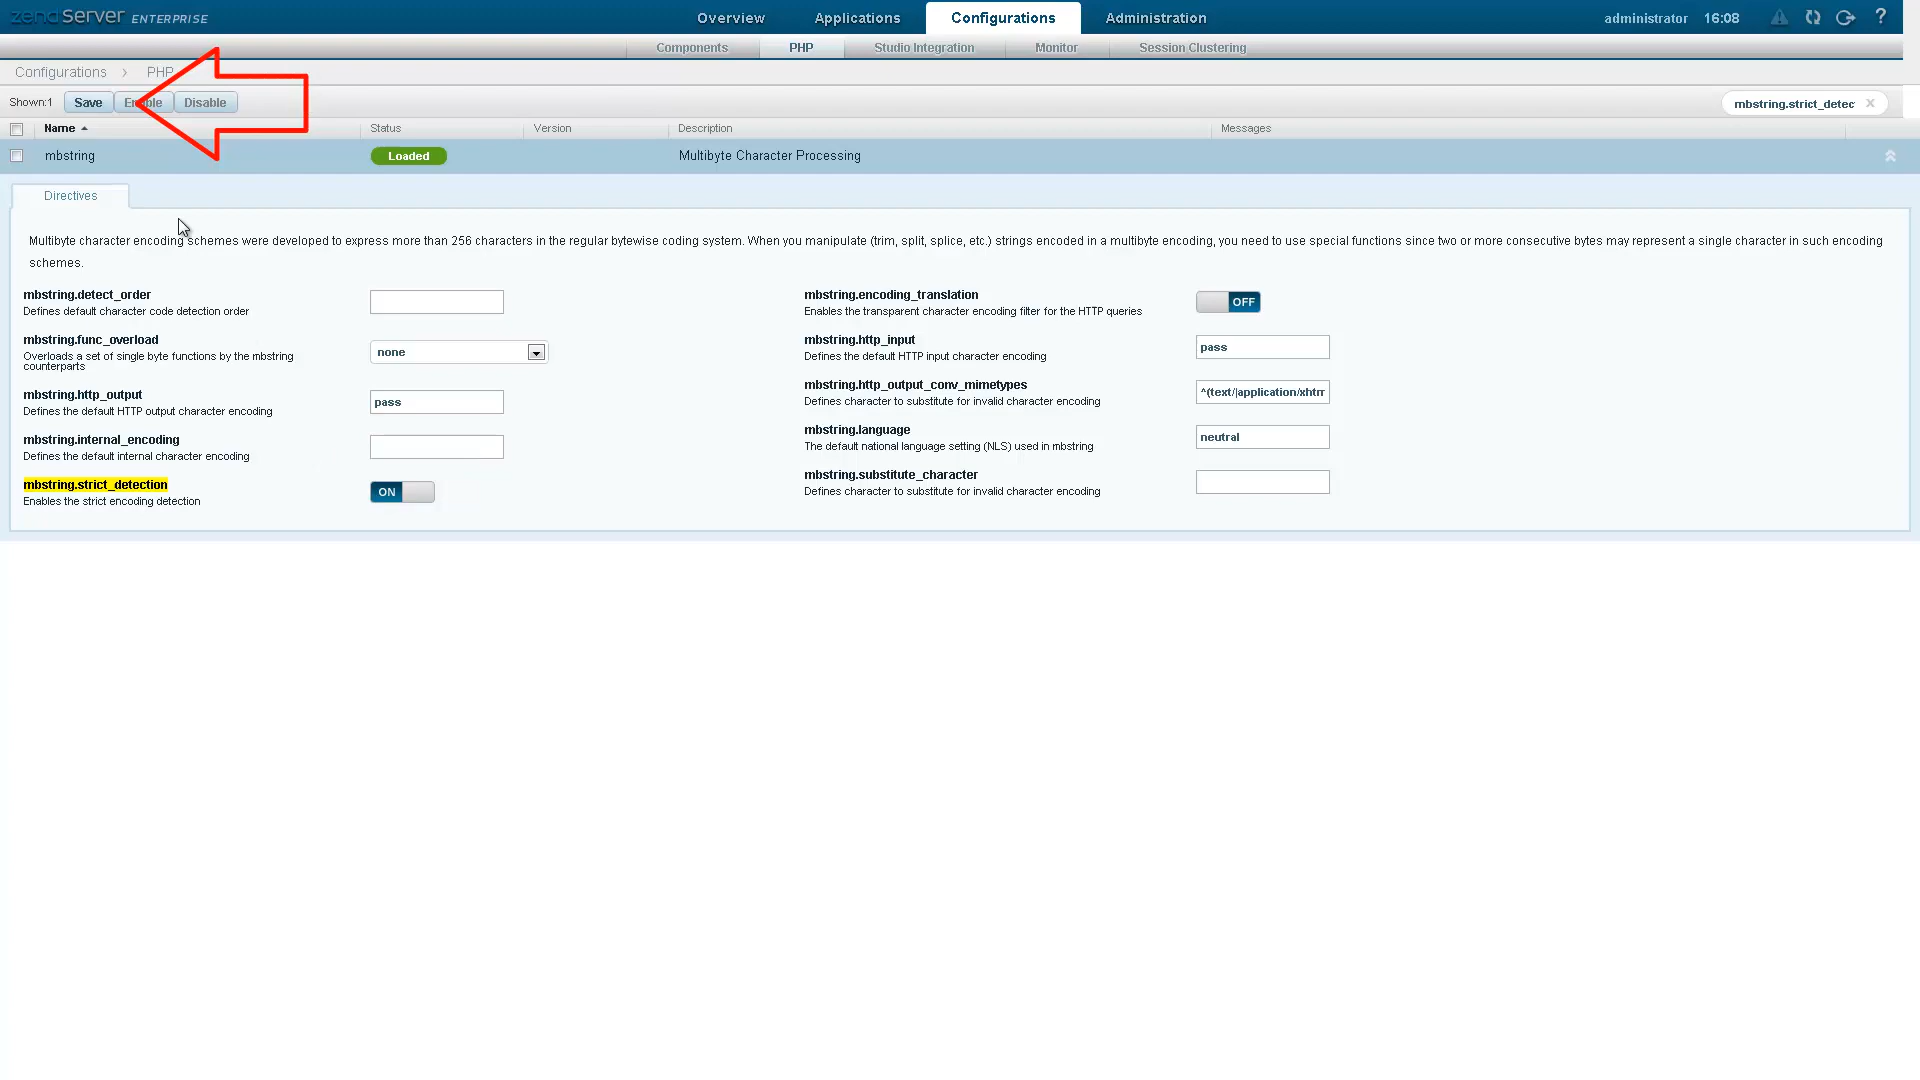 zend Server ENTERPRISE
Overview
Applications
Configurations
Administration
administrator
16:08
?
Components
PHP
Studio Integration
Monitor
Session Clustering
Configurations > PHP
Shown:1
Save
Enable
Disable
mbstring.strict_detec ×
Name
Status
Version
Description
Messages
mbstring
Loaded
Multibyte Character Processing
Directives
Multibyte character encoding schemes were developed to express more than 256 characters in the regular bytewise coding system. When you manipulate (trim, split, splice, etc.) strings encoded in a multibyte encoding, you need to use special functions since two or more consecutive bytes may represent a single character in such encoding
schemes.
mbstring.detect_order
Defines default character code detection order
mbstring.func_overload
Overloads a set of single byte functions by the mbstring
counterparts
none
mbstring.http_output
Defines the default HTTP output character encoding
pass
mbstring.internal_encoding
Defines the default internal character encoding
mbstring.strict_detection
Enables the strict encoding detection
ON
mbstring.encoding_translation
Enables the transparent character encoding filter for the HTTP queries
OFF
mbstring.http_input
Defines the default HTTP input character encoding
pass
mbstring.http_output_conv_mimetypes
Defines character to substitute for invalid character encoding
^(text/|application/xhtm
mbstring.language
The default national language setting (NLS) used in mbstring
neutral
mbstring.substitute_character
Defines character to substitute for invalid character encoding